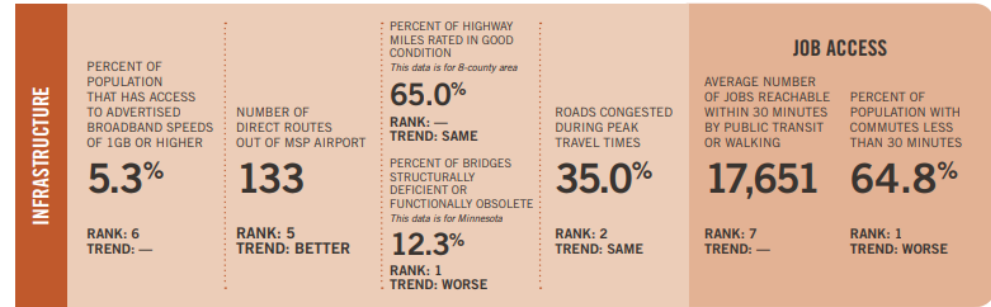 INFRASTRUCTURE
PERCENT OF
POPULATION
THAT HAS ACCESS
TO ADVERTISED
BROADBAND SPEEDS
OF 1GB OR HIGHER
5.3%
RANK: 6
TREND: —
NUMBER OF
DIRECT ROUTES
OUT OF MSP AIRPORT
133
RANK: 5
TREND: BETTER
PERCENT OF HIGHWAY
MILES RATED IN GOOD
CONDITION
This data is for 8-county area
65.0%
RANK: —
TREND: SAME
PERCENT OF BRIDGES
STRUCTURALLY
DEFICIENT OR
FUNCTIONALLY OBSOLETE
This data is for Minnesota
12.3%
RANK: 1
TREND: WORSE
ROADS CONGESTED
DURING PEAK
TRAVEL TIMES
35.0%
RANK: 2
TREND: SAME
JOB ACCESS
AVERAGE NUMBER
OF JOBS REACHABLE
WITHIN 30 MINUTES
BY PUBLIC TRANSIT
OR WALKING
17,651
RANK: 7
TREND: —
PERCENT OF
POPULATION WITH
COMMUTES LESS
THAN 30 MINUTES
64.8%
RANK: 1
TREND: WORSE